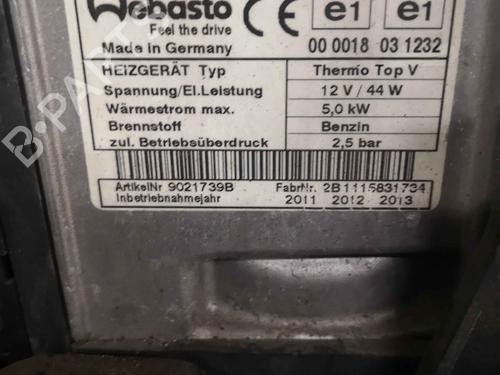 Webasto CE e1 e1
Feel the drive
Made in Germany 00 0018 03 1232
HEIZGERÄT Typ Thermo Top V
Spannung/El.Leistung 12 V / 44 W
Wärmestrom max. 5,0 kW
Brennstoff Benzin
zul. Betriebsüberdruck 2,5 bar
ArtikelNr 9021739B FabrNr. 2B1115831734
Inbetriebnahmejahr 2011 2012 2013
B-PARTS